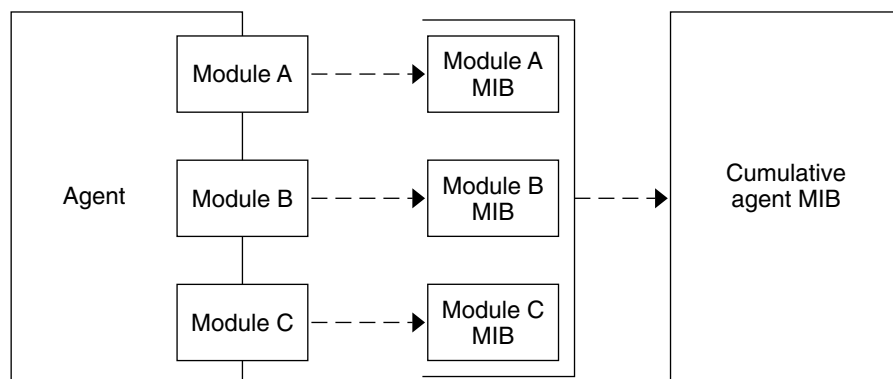 Module A
Module A
MIB
Agent
Module B
Module B
MIB
Cumulative
agent MIB
Module C
Module C
MIB